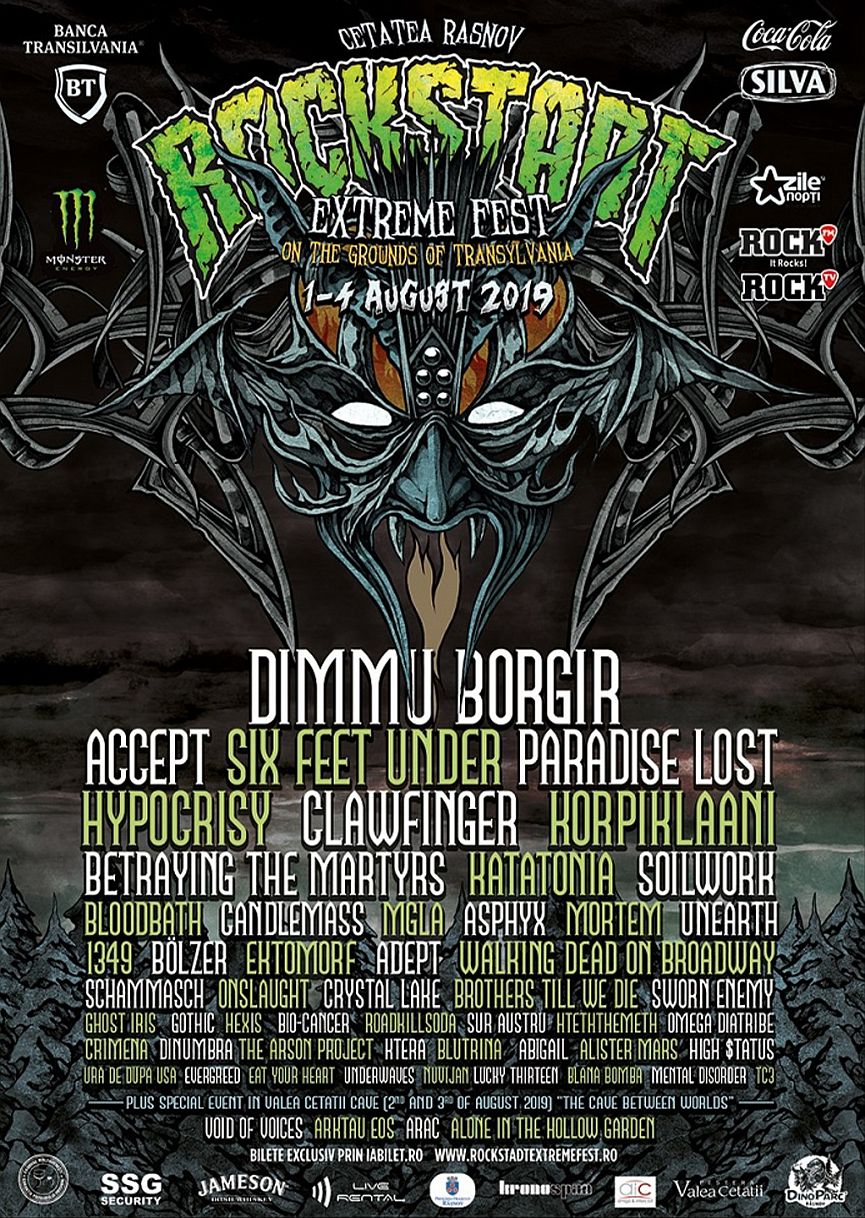 BANCA
TRANSILVANIA
BT
CETATEA RASNOV
Coca-Cola
SILVA
ROCKSTADT
EXTREME FEST
ON THE GROUNDS OF TRANSYLVANIA
1-4 AUGUST 2019
MONSTER
ENERGY
zile
nopți
ROCK FM
It Rocks!
ROCK TV
DIMMU BORGIR
ACCEPT SIX FEET UNDER PARADISE LOST
HYPOCRISY CLAWFINGER KORPIKLAANI
BETRAYING THE MARTYRS KATATONIA SOILWORK
BLOODBATH CANDLEMASS MGLA ASPHYX MORTEM UNEARTH
1349 BÖLZER EKTOMORF ADEPT WALKING DEAD ON BROADWAY
SCHAMMASCH ONSLAUGHT CRYSTAL LAKE BROTHERS TILL WE DIE SWORN ENEMY
GHOST IRIS GOTHIC HEXIS BIO-CANCER ROADKILLSODA SUR AUSTRU HTETHTHEMETH OMEGA DIATRIBE
CRIMENA DINUMBRA THE ARSON PROJECT KTERA BLUTRINA ABIGAIL ALISTER MARS HIGH $TATUS
URA DE DUPA USA EVERGREED EAT YOUR HEART UNDERWAVES NUVIJAN LUCKY THIRTEEN BLANA BOMBA MENTAL DISORDER TC3
PLUS SPECIAL EVENT IN VALEA CETATII CAVE (2ND AND 3RD OF AUGUST 2019) "THE CAVE BETWEEN WORLDS"
VOID OF VOICES ARKTAU EOS ARAC ALONE IN THE HOLLOW GARDEN
BILETE EXCLUSIV PRIN IABILET.RO WWW.ROCKSTADTEXTREMEFEST.RO
SSG
SECURITY
JAMESON
IRISH WHISKEY
LIVE
RENTAL
kronospan
PEȘTERA
Valea Cetății
DINOPARC
RÂȘNOV